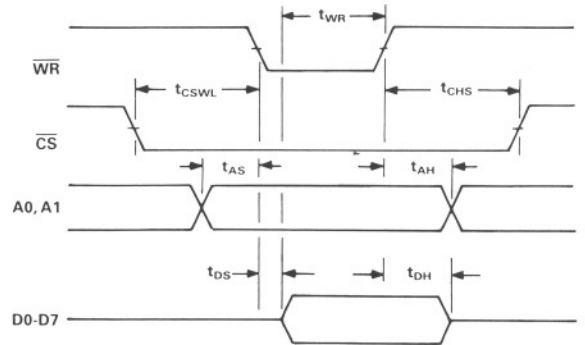 tWR
WR
tCSWL
tCHS
CS
tAS
tAH
A0, A1
tDS
tDH
D0-D7